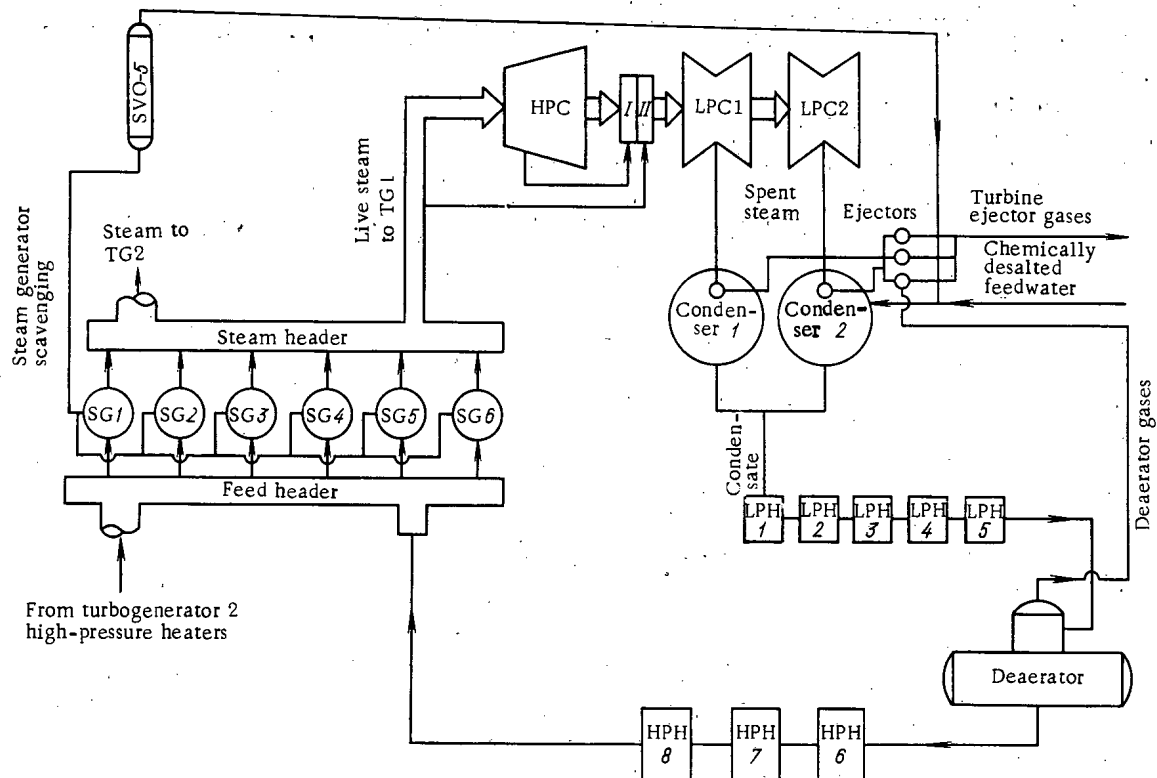 SVO-5
HPC
I
II
LPC1
LPC2
Live steam
to TG1
Spent
steam
Ejectors
Turbine
ejector gases
Chemically
desalted
feedwater
Steam to
TG2
Steam generator
scavenging
Conden-
ser 1
Conden-
ser 2
Steam header
SG1
SG2
SG3
SG4
SG5
SG6
Feed header
Conden-
sate
Deaerator gases
LPH
1
LPH
2
LPH
3
LPH
4
LPH
5
From turbogenerator 2
high-pressure heaters
Deaerator
HPH
8
HPH
7
HPH
6